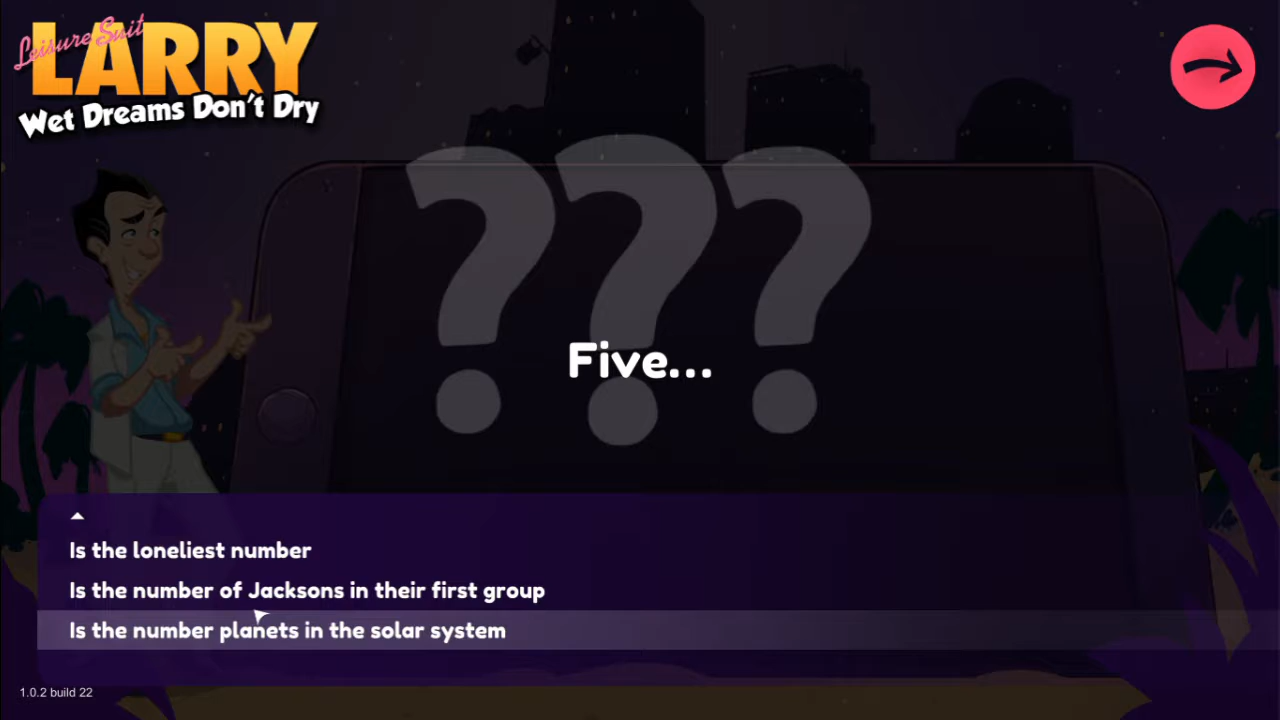 Leisure Suit
LARRY
Wet Dreams Don't Dry
???
Five...
Is the loneliest number
Is the number of Jacksons in their first group
Is the number planets in the solar system
1.0.2 build 22